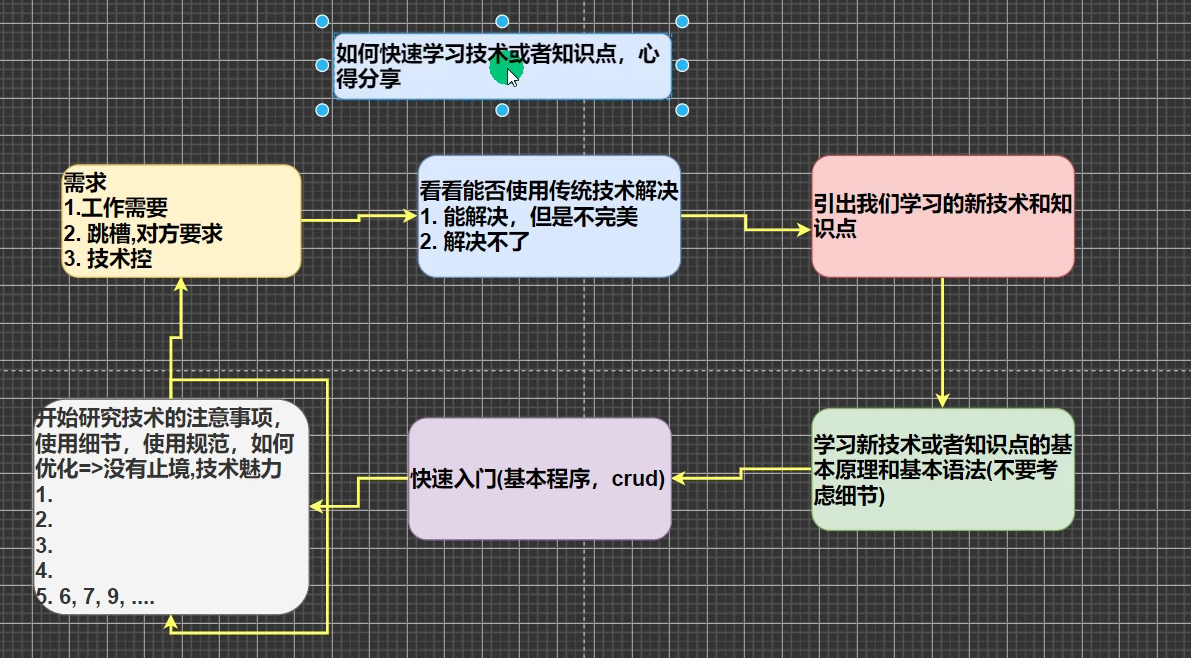 如何快速学习技术或者知识点，心
得分享
需求
1.工作需要
2. 跳槽,对方要求
3. 技术控
看看能否使用传统技术解决
1. 能解决，但是不完美
2. 解决不了
引出我们学习的新技术和知
识点
开始研究技术的注意事项，
使用细节，使用规范，如何
优化=>没有止境,技术魅力
1.
2.
3.
4.
5. 6, 7, 9, ....
快速入门(基本程序，crud)
学习新技术或者知识点的基
本原理和基本语法(不要考
虑细节)